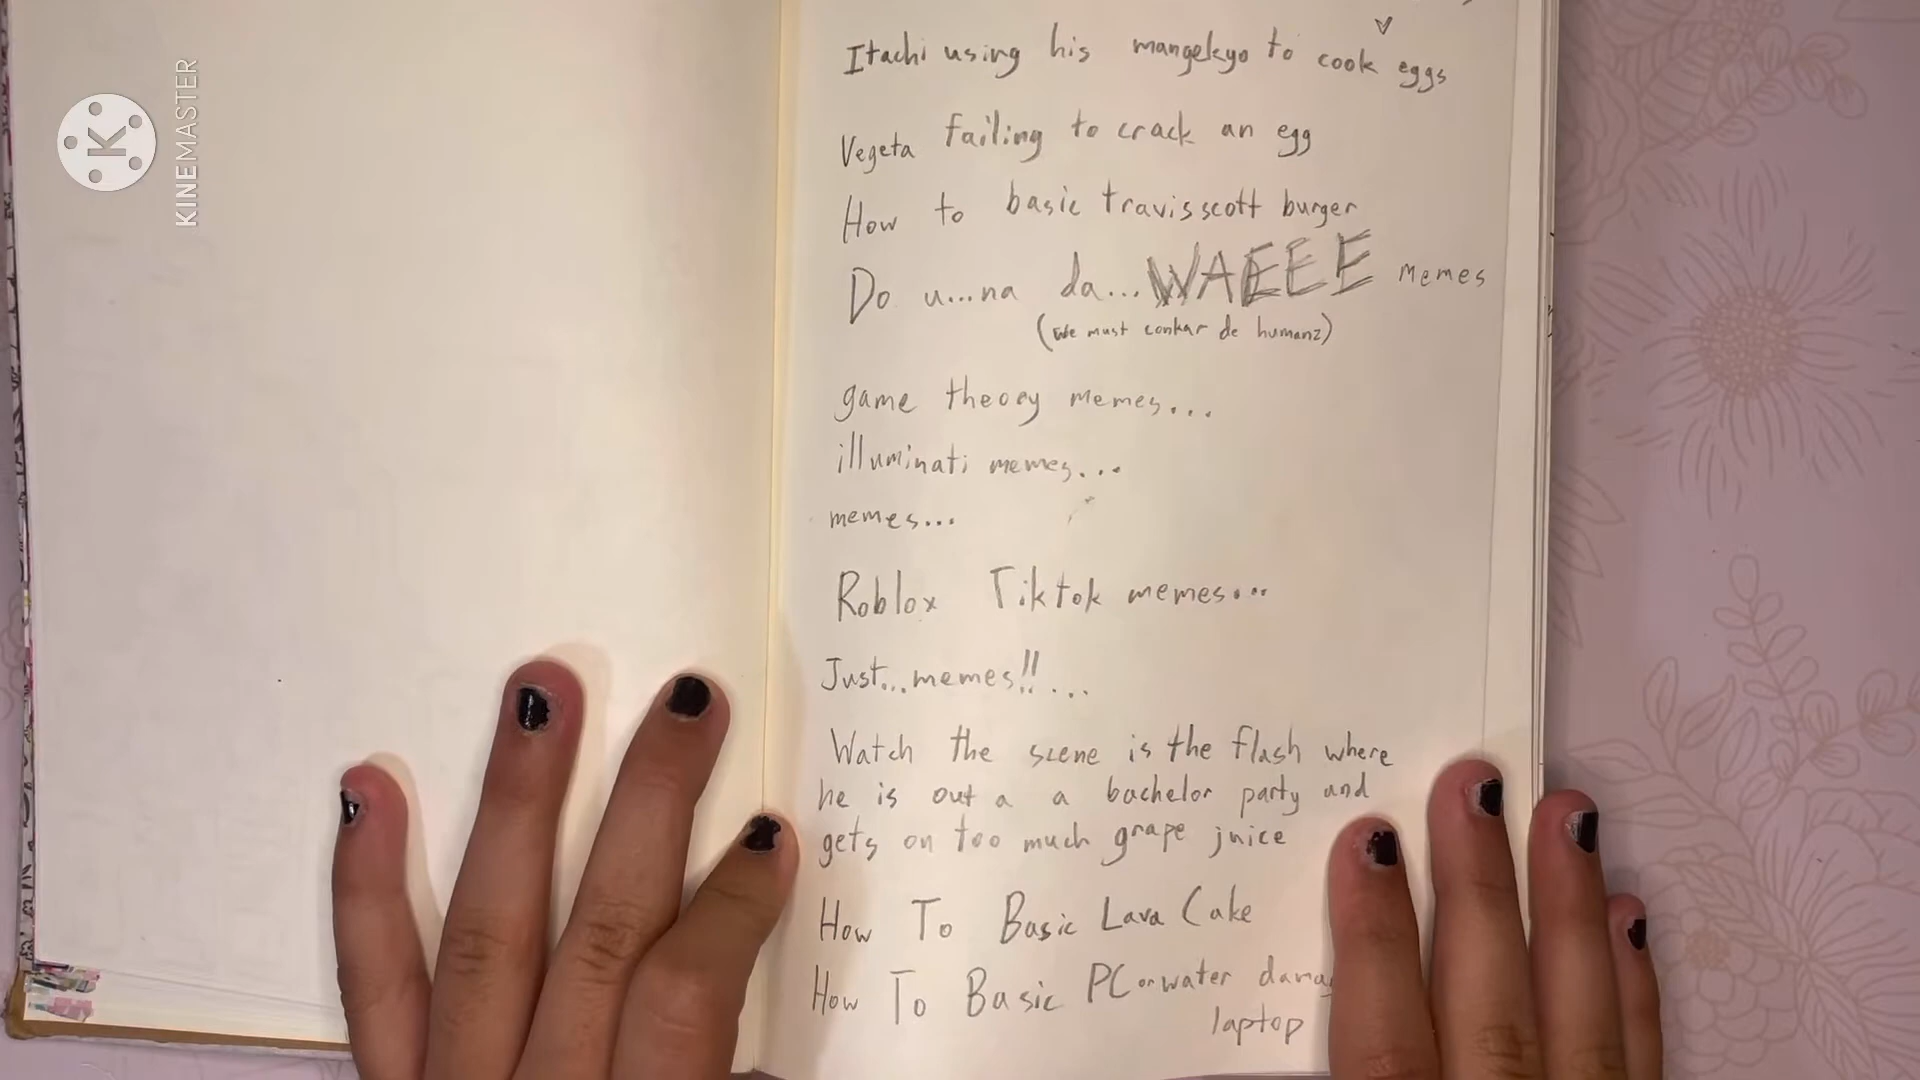 KINEMASTER
Itachi using his mangekyo to cook eggs
Vegeta failing to crack an egg
How to basic travis scott burger
Do u...na da...WAEEE memes
(we must conkar de humanz)
game theory memes...
illuminati memes...
memes...
Roblox Tiktok memes...
Just...memes!!...
Watch the scene is the flash where
he is out a a bachelor party and
gets on too much grape juice
How To Basic Lava Cake
How To Basic PC or water damag
laptop